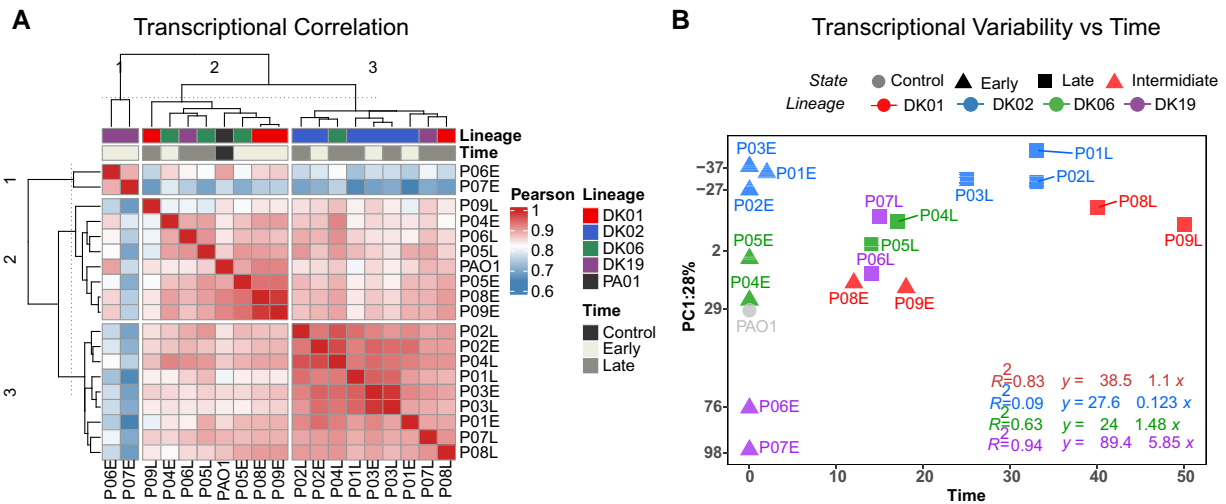 A
Transcriptional Correlation
1
2
3
Lineage
Time
1
2
3
P06E
P07E
P09L
P04E
P06L
P05L
PAO1
P05E
P08E
P09E
P02L
P02E
P04L
P01L
P03E
P03L
P01E
P07L
P08L
P06E
P07E
P09L
P04E
P06L
P05L
PAO1
P05E
P08E
P09E
P02L
P02E
P04L
P01L
P03E
P03L
P01E
P07L
P08L
Pearson
1
0.9
0.8
0.7
0.6
Lineage
DK01
DK02
DK06
DK19
PA01
Time
Control
Early
Late
B
Transcriptional Variability vs Time
State Control Early Late Intermidiate
Lineage DK01 DK02 DK06 DK19
PC1:28%
−37
−27
2
29
76
98
P03E
P01E
P02E
P01L
P02L
P03L
P07L
P04L
P08L
P09L
P05E
P05L
P06L
P04E
P08E
P09E
PAO1
P06E
P07E
R2=0.83 y = 38.5 1.1 x
R2=0.09 y = 27.6 0.123 x
R2=0.63 y = 24 1.48 x
R2=0.94 y = 89.4 5.85 x
0 10 20 30 40 50
Time